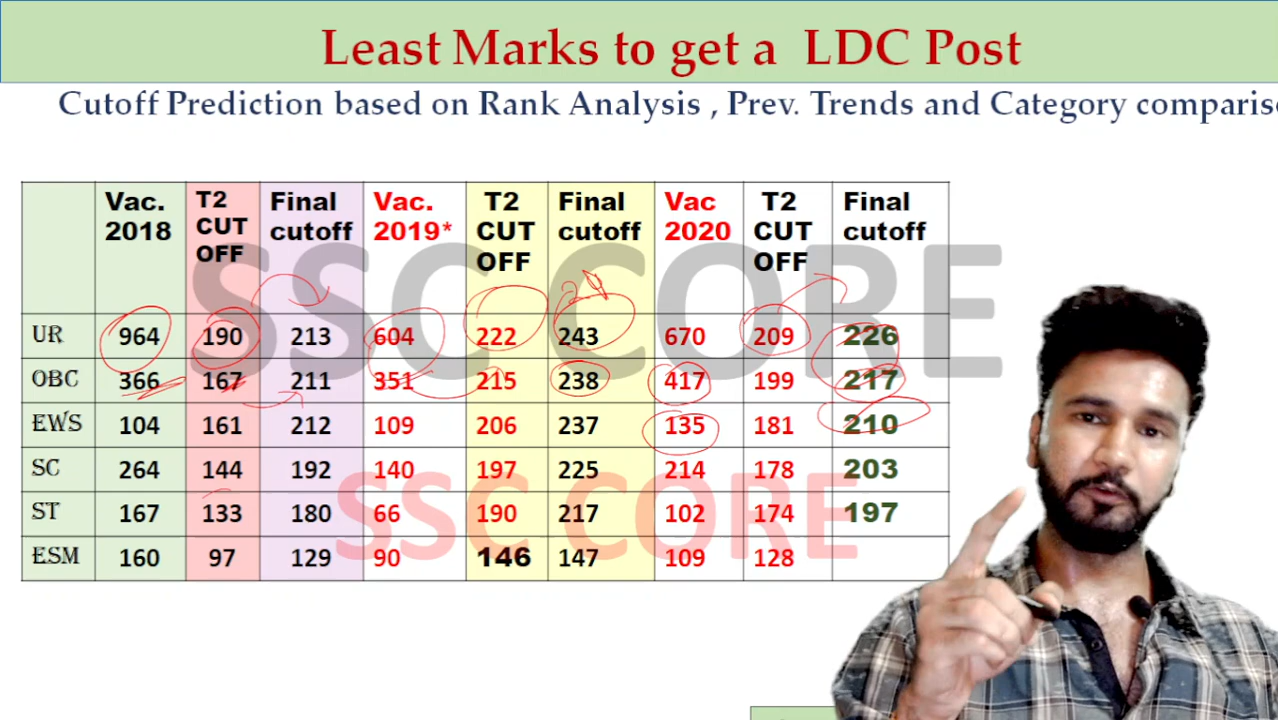 Least Marks to get a LDC Post
Cutoff Prediction based on Rank Analysis , Prev. Trends and Category comparis
Vac. 2018 T2 CUT OFF Final cutoff Vac. 2019* T2 CUT OFF Final cutoff Vac 2020 T2 CUT OFF Final cutoff
UR 964 190 213 604 222 243 670 209 226
OBC 366 167 211 351 215 238 417 199 217
EWS 104 161 212 109 206 237 135 181 210
SC 264 144 192 140 197 225 214 178 203
ST 167 133 180 66 190 217 102 174 197
ESM 160 97 129 90 146 147 109 128
SSC CORE
SSC CORE